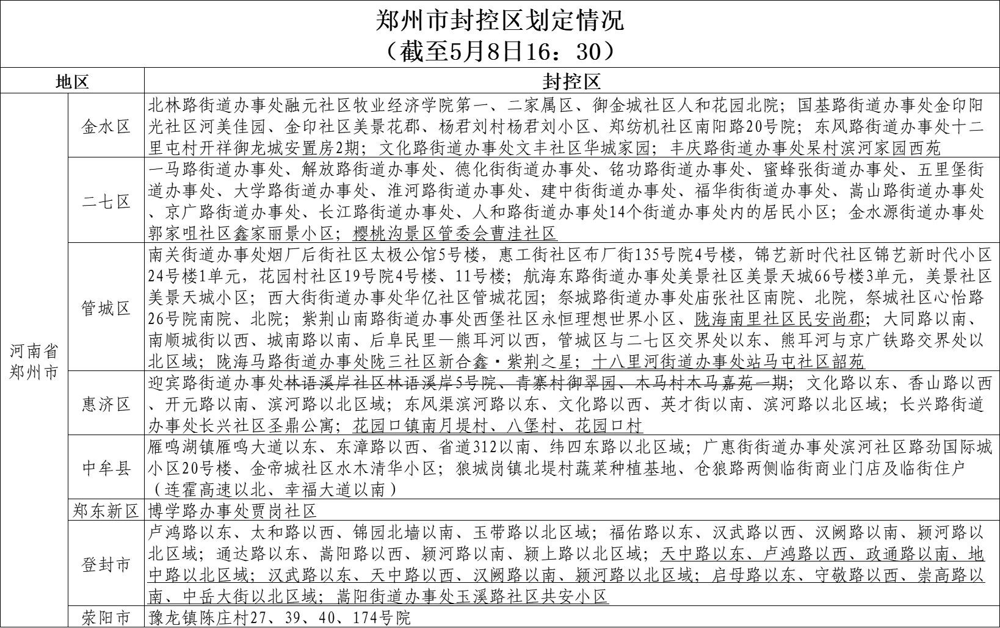 郑州市封控区划定情况
（截至5月8日16：30）
地区
封控区
河南省
郑州市
金水区
北林路街道办事处融元社区牧业经济学院第一、二家属区、御金城社区人和花园北院；国基路街道办事处金印阳
光社区河美佳园、金印社区美景花郡、杨君刘村杨君刘小区、郑纺机社区南阳路20号院；东风路街道办事处十二
里屯村开祥御龙城安置房2期；文化路街道办事处文丰社区华城家园；丰庆路街道办事处杲村滨河家园西苑
二七区
一马路街道办事处、解放路街道办事处、德化街街道办事处、铭功路街道办事处、蜜蜂张街道办事处、五里堡街
道办事处、大学路街道办事处、淮河路街道办事处、建中街街道办事处、福华街街道办事处、嵩山路街道办事处
、京广路街道办事处、长江路街道办事处、人和路街道办事处14个街道办事处内的居民小区；金水源街道办事处
郭家咀社区鑫家丽景小区；樱桃沟景区管委会曹洼社区
管城区
南关街道办事处烟厂后街社区太极公馆5号楼，惠工街社区布厂街135号院4号楼，锦艺新时代社区锦艺新时代小区
24号楼1单元，花园村社区19号院4号楼、11号楼；航海东路街道办事处美景社区美景天城66号楼3单元，美景社区
美景天城小区；西大街街道办事处华亿社区管城花园；祭城路街道办事处庙张社区南院、北院，祭城社区心怡路
26号院南院、北院；紫荆山南路街道办事处西堡社区永恒理想世界小区、陇海南里社区民安尚郡；大同路以南、
南顺城街以西、城南路以南、后阜民里—熊耳河以西，管城区与二七区交界处以东、熊耳河与京广铁路交界处以
北区域；陇海马路街道办事处陇三社区新合鑫·紫荆之星；十八里河街道办事处站马屯社区韶苑
惠济区
迎宾路街道办事处林语溪岸社区林语溪岸5号院、青寨村御翠园、木马村木马嘉苑一期；文化路以东、香山路以西
、开元路以南、滨河路以北区域；东风渠滨河路以东、文化路以西、英才街以南、滨河路以北区域；长兴路街道
办事处长兴社区圣鼎公寓；花园口镇南月堤村、八堡村、花园口村
中牟县
雁鸣湖镇雁鸣大道以东、东漳路以西、省道312以南、纬四东路以北区域；广惠街街道办事处滨河社区路劲国际城
小区20号楼、金帝城社区水木清华小区；狼城岗镇北堤村蔬菜种植基地、仓狼路两侧临街商业门店及临街住户
（连霍高速以北、幸福大道以南）
郑东新区
博学路办事处贾岗社区
登封市
卢鸿路以东、太和路以西、锦园北墙以南、玉带路以北区域；福佑路以东、汉武路以西、汉阙路以南、颍河路以
北区域；通达路以东、嵩阳路以西、颍河路以南、颍上路以北区域；天中路以东、卢鸿路以西、政通路以南、地
中路以北区域；汉武路以东、天中路以西、汉阙路以南、颍河路以北区域；启母路以东、守敬路以西、崇高路以
南、中岳大街以北区域；嵩阳街道办事处玉溪路社区共安小区
荥阳市
豫龙镇陈庄村27、39、40、174号院